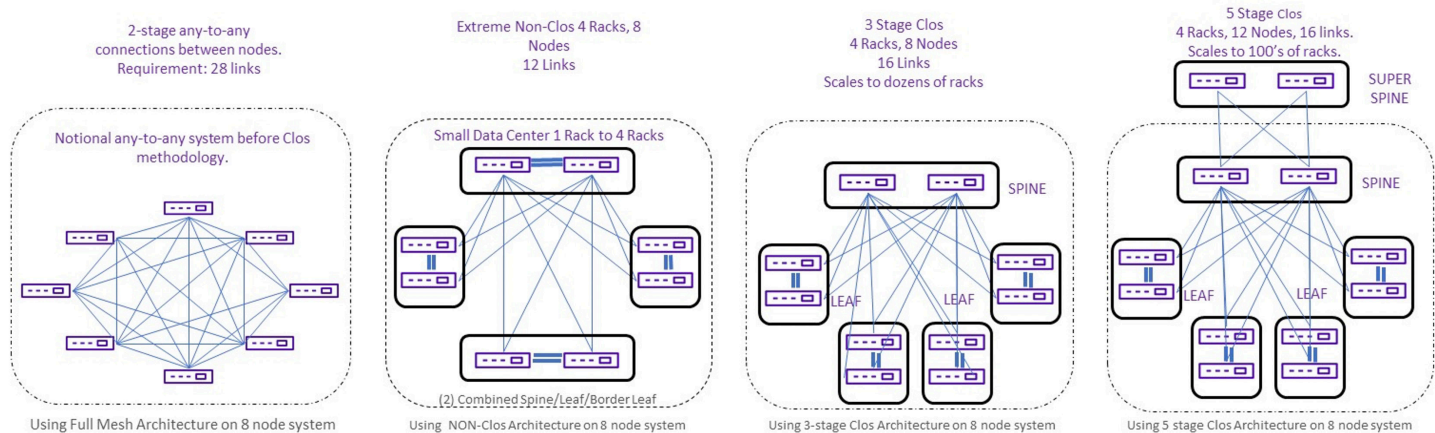 2-stage any-to-any
connections between nodes.
Requirement: 28 links
Notional any-to-any system before Clos
methodology.
Using Full Mesh Architecture on 8 node system
Extreme Non-Clos 4 Racks, 8
Nodes
12 Links
Small Data Center 1 Rack to 4 Racks
(2) Combined Spine/Leaf/Border Leaf
Using NON-Clos Architecture on 8 node system
3 Stage Clos
4 Racks, 8 Nodes
16 Links
Scales to dozens of racks
SPINE
LEAF
LEAF
Using 3-stage Clos Architecture on 8 node system
5 Stage Clos
4 Racks, 12 Nodes, 16 links.
Scales to 100's of racks.
SUPER
SPINE
SPINE
LEAF
LEAF
Using 5 stage Clos Architecture on 8 node system